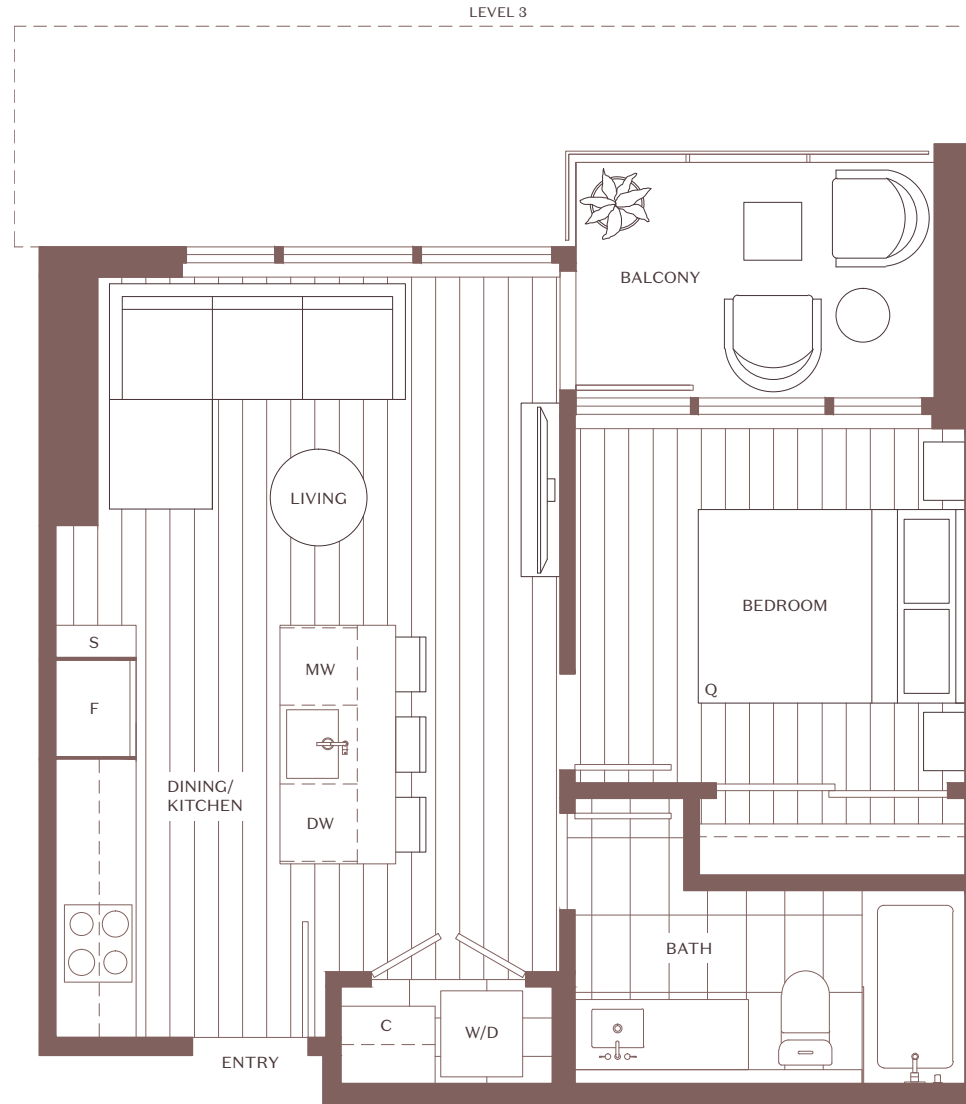 LEVEL 3
BALCONY
LIVING
BEDROOM
S
MW
F
Q
DINING/
KITCHEN
DW
BATH
C
W/D
ENTRY